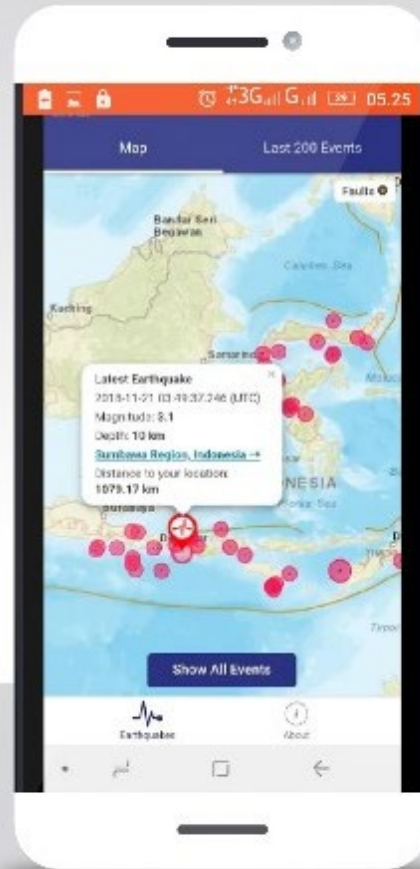 3G G 05.25
Map
Last 200 Events
Faults
Bandar Seri
Begawan
Celebes Sea
Kuching
Samarinda
Latest Earthquake
2018-11-21 03:49:37.246 (UTC)
Magnitude: 3.1
Depth: 10 km
Sumbawa Region, Indonesia →
Distance to your location:
1079.17 km
NESIA
Surabaya
Show All Events
Earthquakes
About